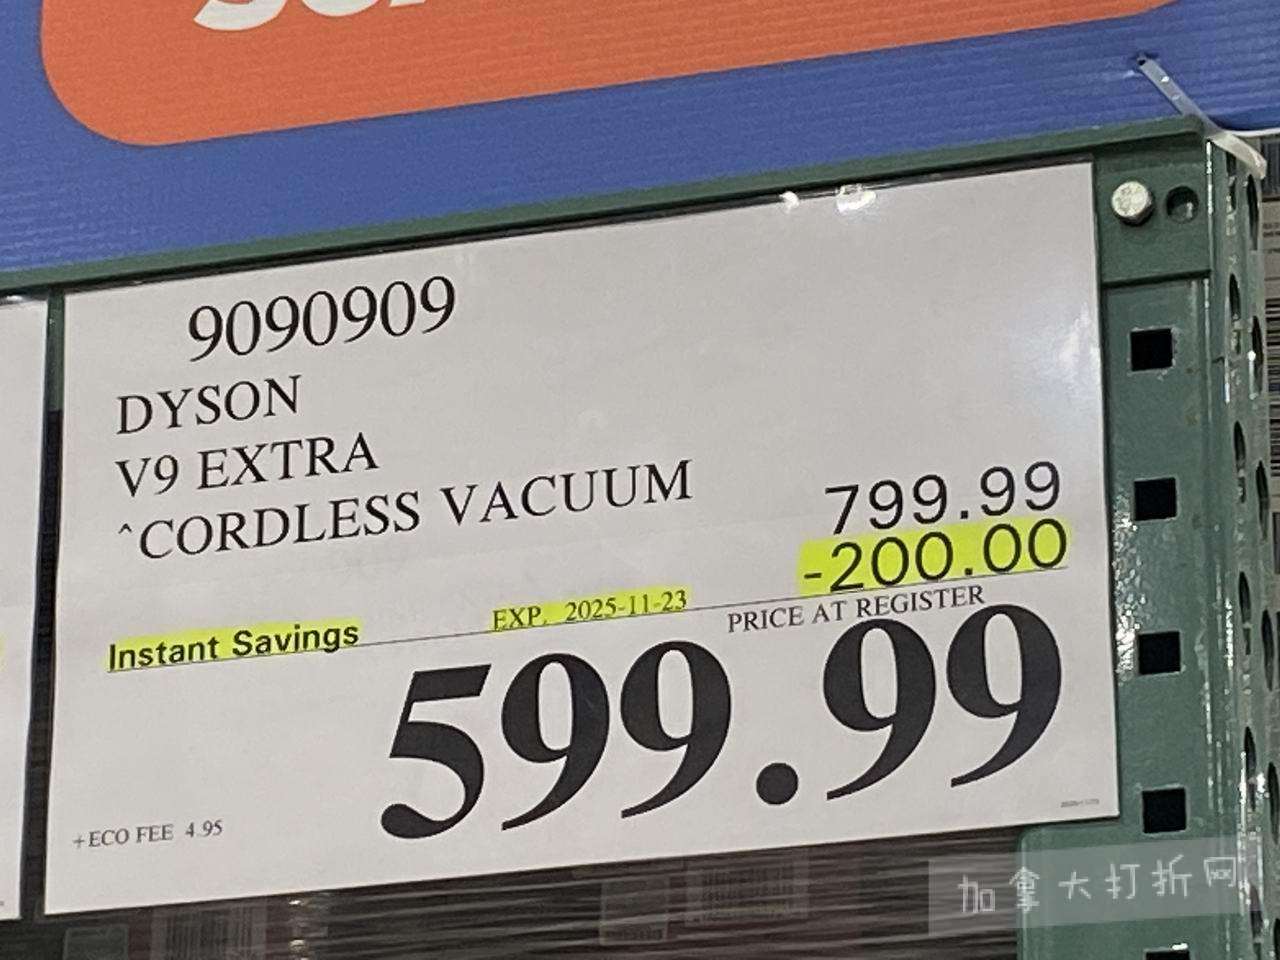 9090909
DYSON
V9 EXTRA
^CORDLESS VACUUM
799.99
-200.00
Instant Savings EXP. 2025-11-23 PRICE AT REGISTER
599.99
+ECO FEE 4.95
加拿大打折网